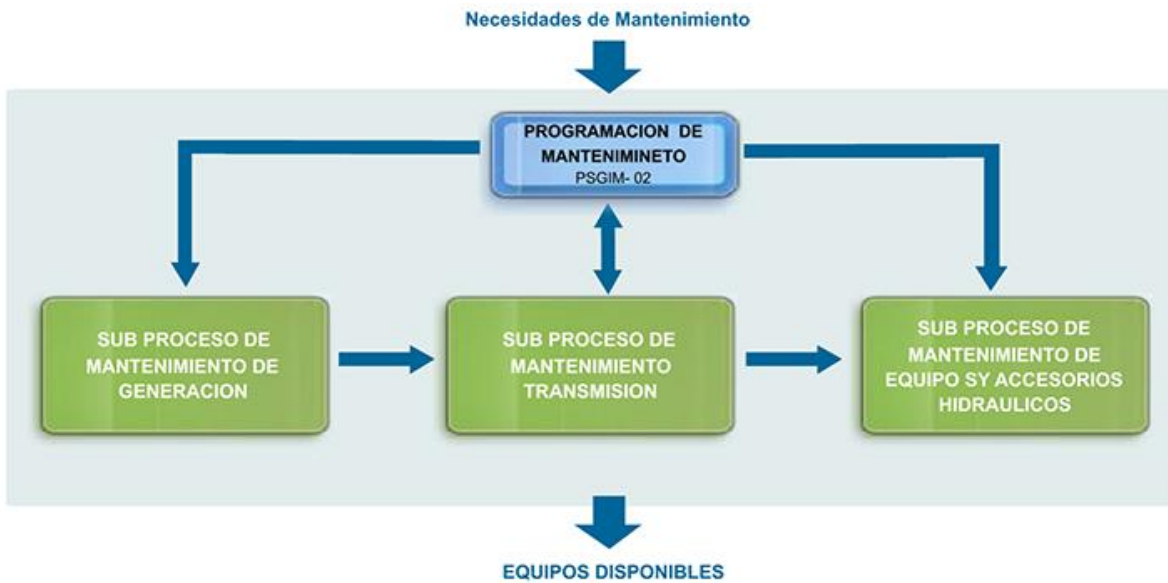 Necesidades de Mantenimiento
PROGRAMACION DE
MANTENIMINETO
PSGIM- 02
SUB PROCESO DE
MANTENIMIENTO DE
GENERACION
SUB PROCESO DE
MANTENIMIENTO
TRANSMISION
SUB PROCESO DE
MANTENIMIENTO DE
EQUIPO SY ACCESORIOS
HIDRAULICOS
EQUIPOS DISPONIBLES